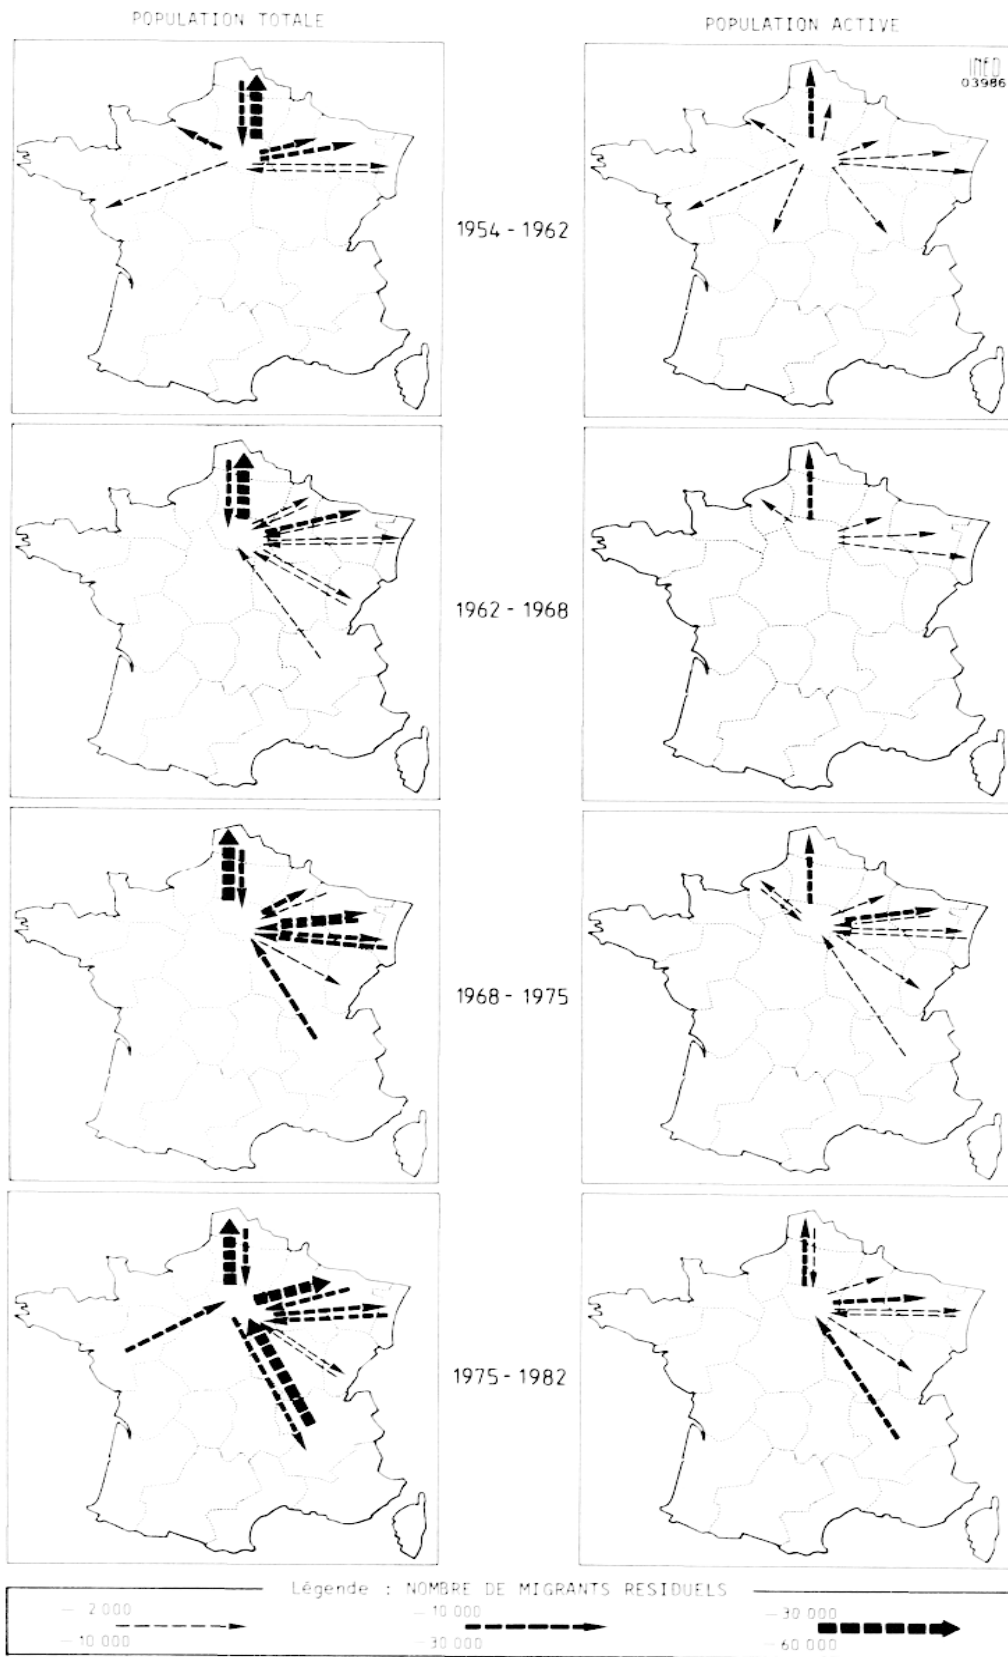 POPULATION TOTALE
POPULATION ACTIVE
INED
03986
1954 - 1962
1962 - 1968
1968 - 1975
1975 - 1982
Légende : NOMBRE DE MIGRANTS RESIDUELS
— 2 000
— 10 000
— 10 000
— 30 000
— 30 000
— 60 000